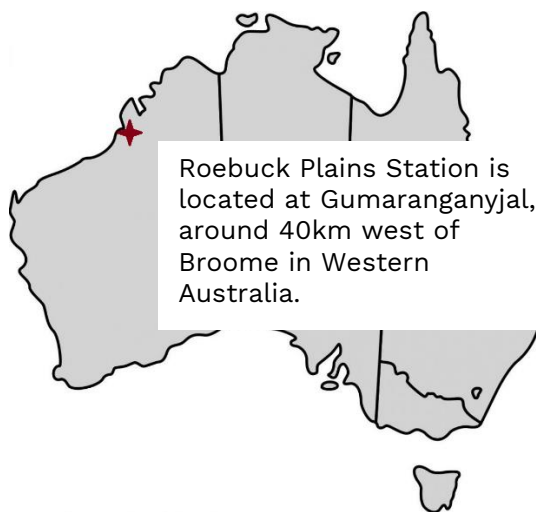 Roebuck Plains Station is
located at Gumaranganyjal,
around 40km west of
Broome in Western
Australia.